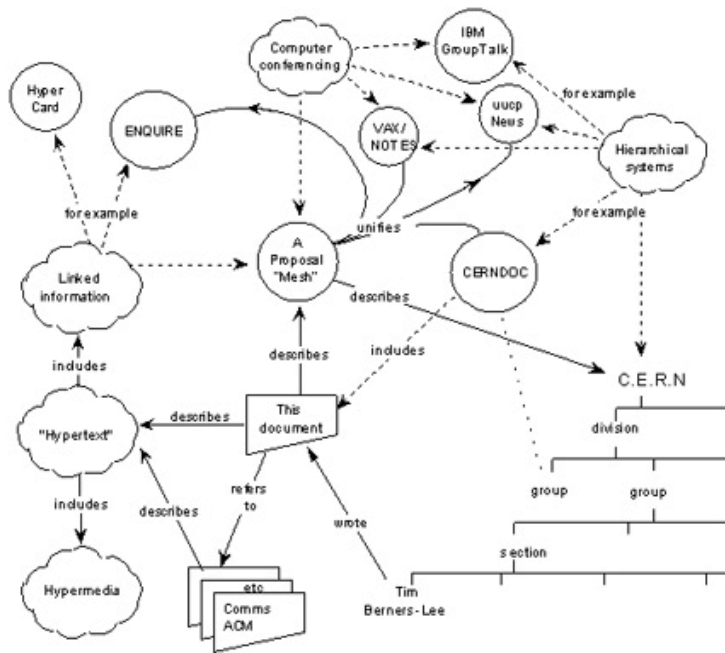 IBM
GroupTalk
Computer
conferencing
Hyper
Card
for example
uucp
News
ENQUIRE
VAX/
NOTES
Hierarchical
systems
for example
unifies
for example
A
Proposal
"Mesh"
CERNDOC
Linked
information
describes
includes
describes
includes
C.E.R.N
This
document
describes
division
"Hypertext"
refers
to
group
group
includes
describes
wrote
section
etc
Hypermedia
Comms
ACM
Tim
Berners-Lee